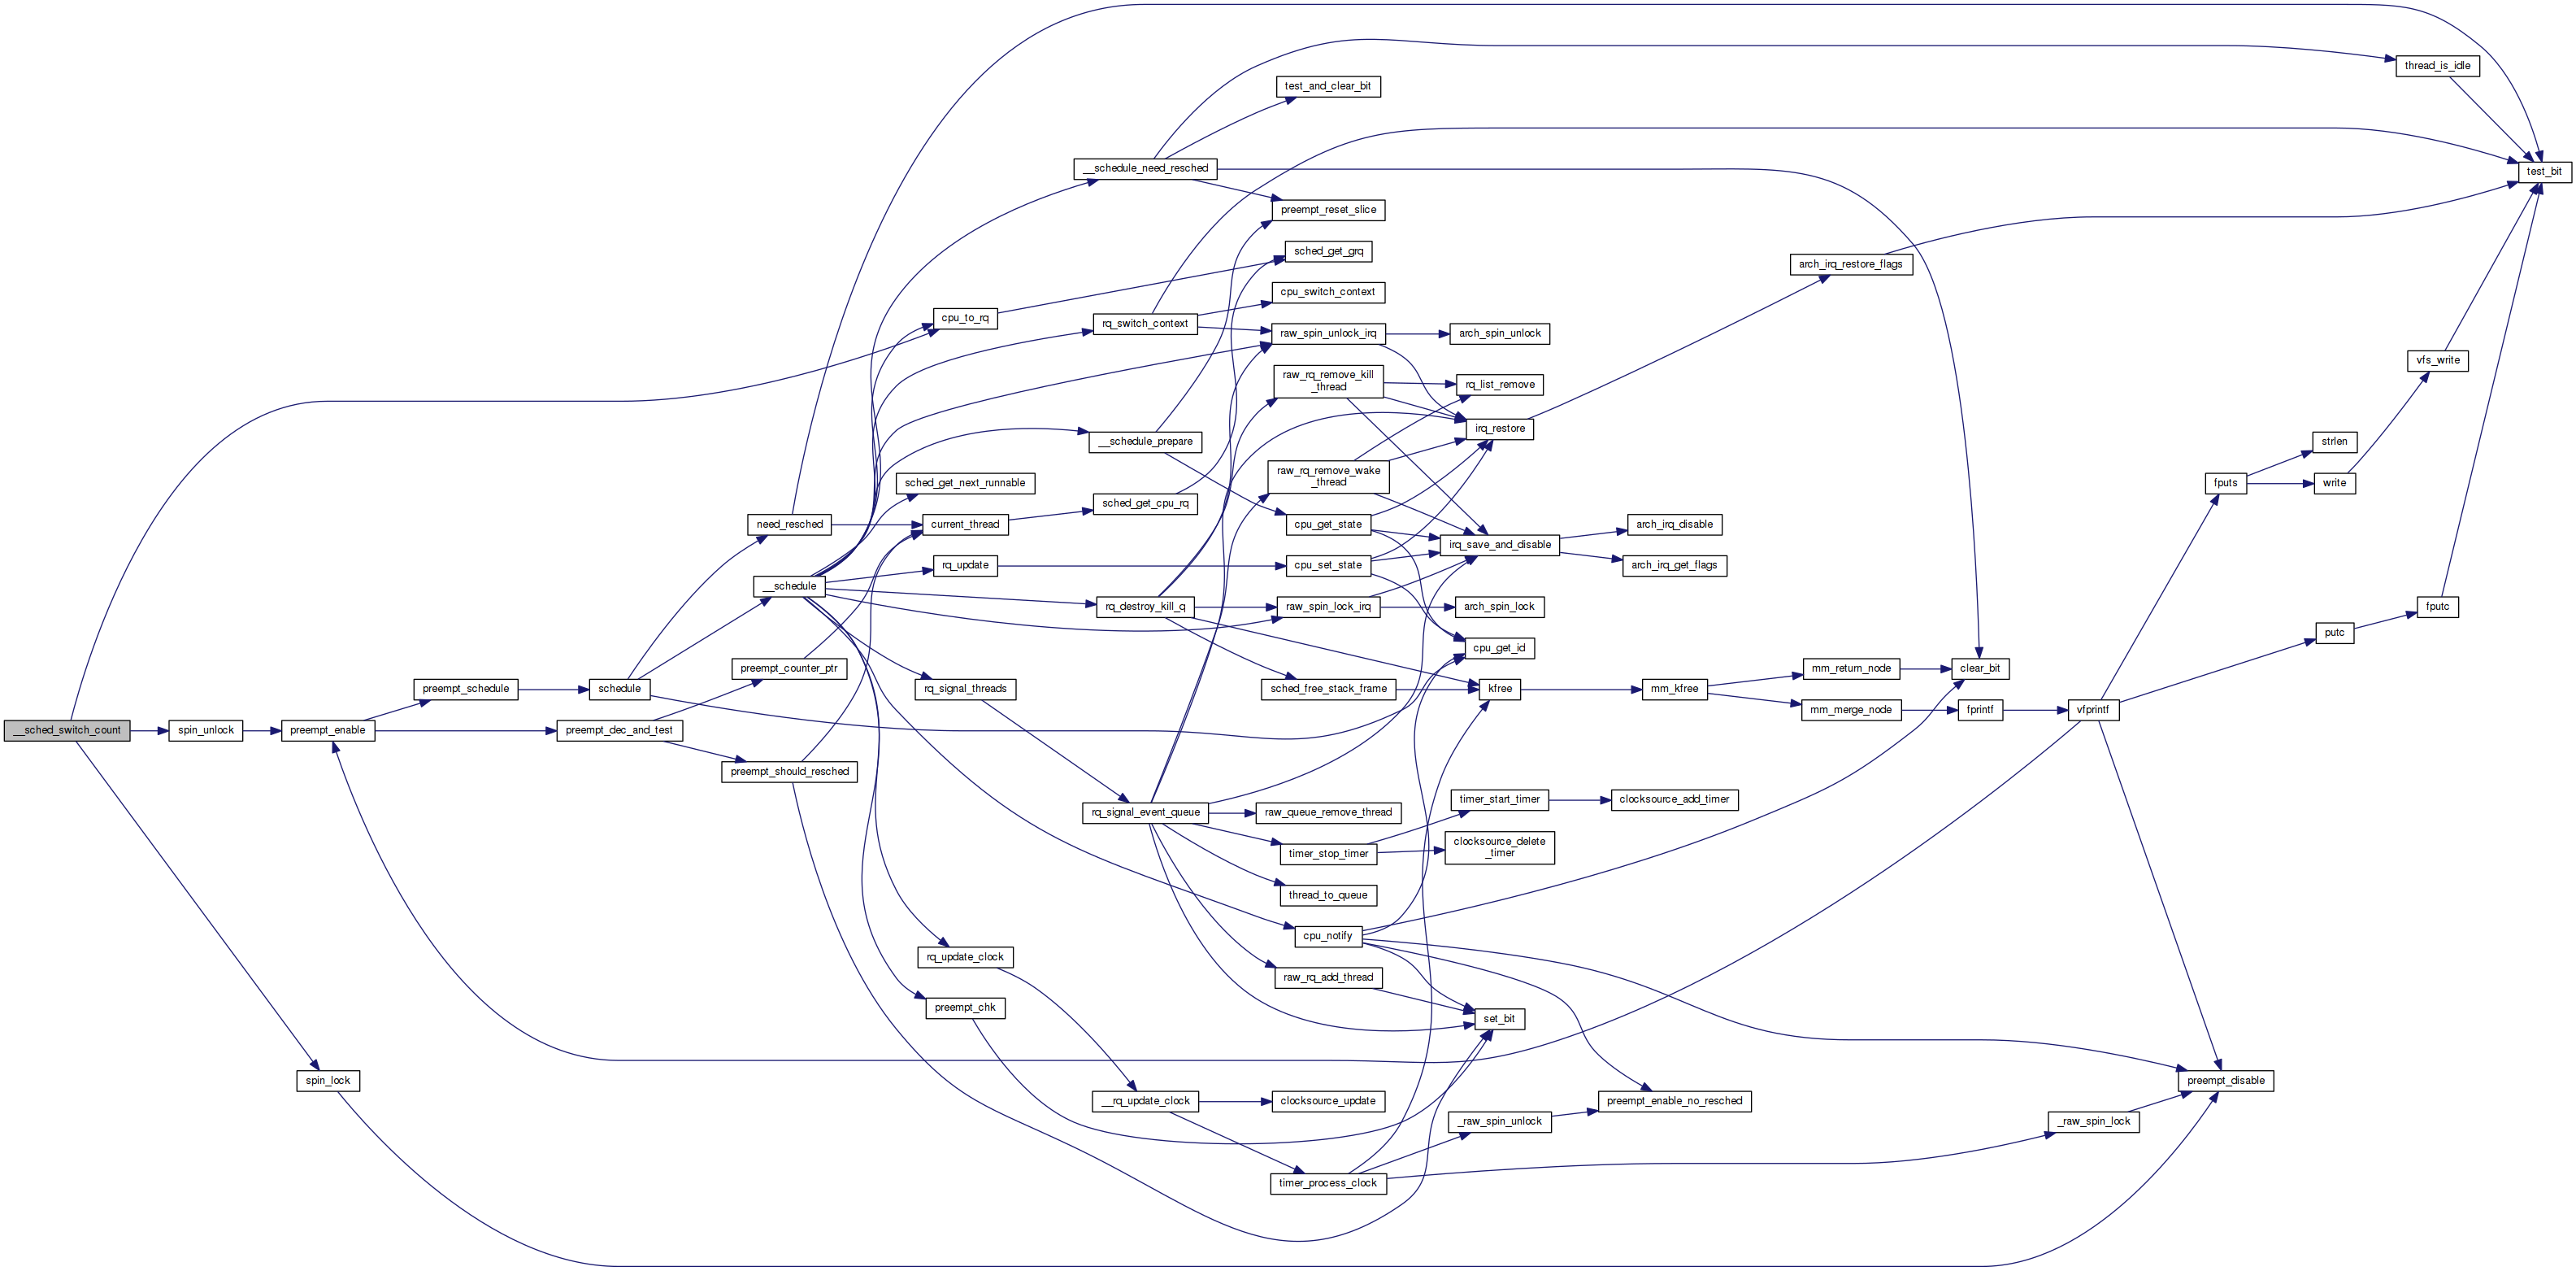 thread_is_idle
test_and_clear_bit
__schedule_need_resched
test_bit
preempt_reset_slice
sched_get_grq
arch_irq_restore_flags
cpu_switch_context
cpu_to_rq
rq_switch_context
raw_spin_unlock_irq
arch_spin_unlock
vfs_write
raw_rq_remove_kill
_thread
rq_list_remove
irq_restore
__schedule_prepare
strlen
raw_rq_remove_wake
_thread
sched_get_next_runnable
fputs
write
sched_get_cpu_rq
need_resched
current_thread
cpu_get_state
arch_irq_disable
irq_save_and_disable
rq_update
cpu_set_state
arch_irq_get_flags
__schedule
rq_destroy_kill_q
raw_spin_lock_irq
arch_spin_lock
fputc
putc
cpu_get_id
preempt_counter_ptr
mm_return_node
clear_bit
preempt_schedule
schedule
rq_signal_threads
sched_free_stack_frame
kfree
mm_kfree
mm_merge_node
fprintf
vfprintf
__sched_switch_count
spin_unlock
preempt_enable
preempt_dec_and_test
preempt_should_resched
timer_start_timer
clocksource_add_timer
rq_signal_event_queue
raw_queue_remove_thread
timer_stop_timer
clocksource_delete
_timer
thread_to_queue
cpu_notify
rq_update_clock
raw_rq_add_thread
preempt_chk
set_bit
spin_lock
preempt_disable
__rq_update_clock
clocksource_update
preempt_enable_no_resched
_raw_spin_unlock
_raw_spin_lock
timer_process_clock